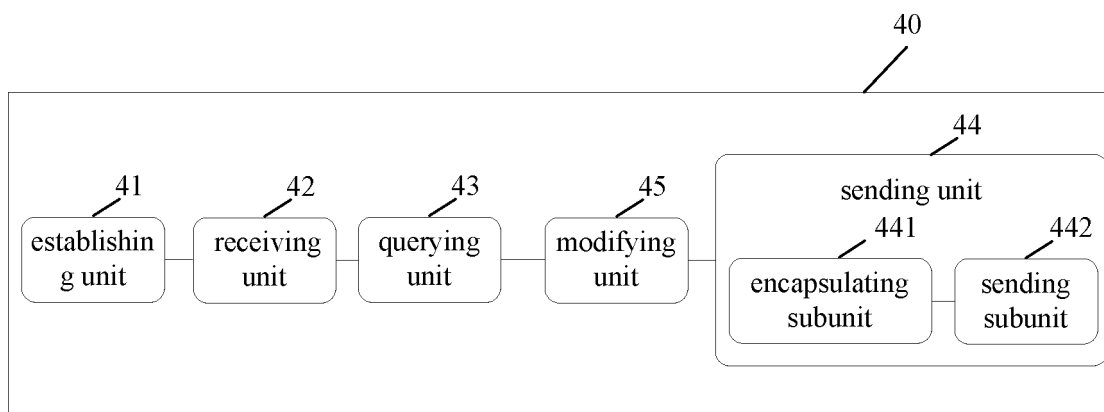 40
44
sending unit
41
42
43
45
441
442
establishin
g unit
receiving
unit
querying
unit
modifying
unit
encapsulating
subunit
sending
subunit